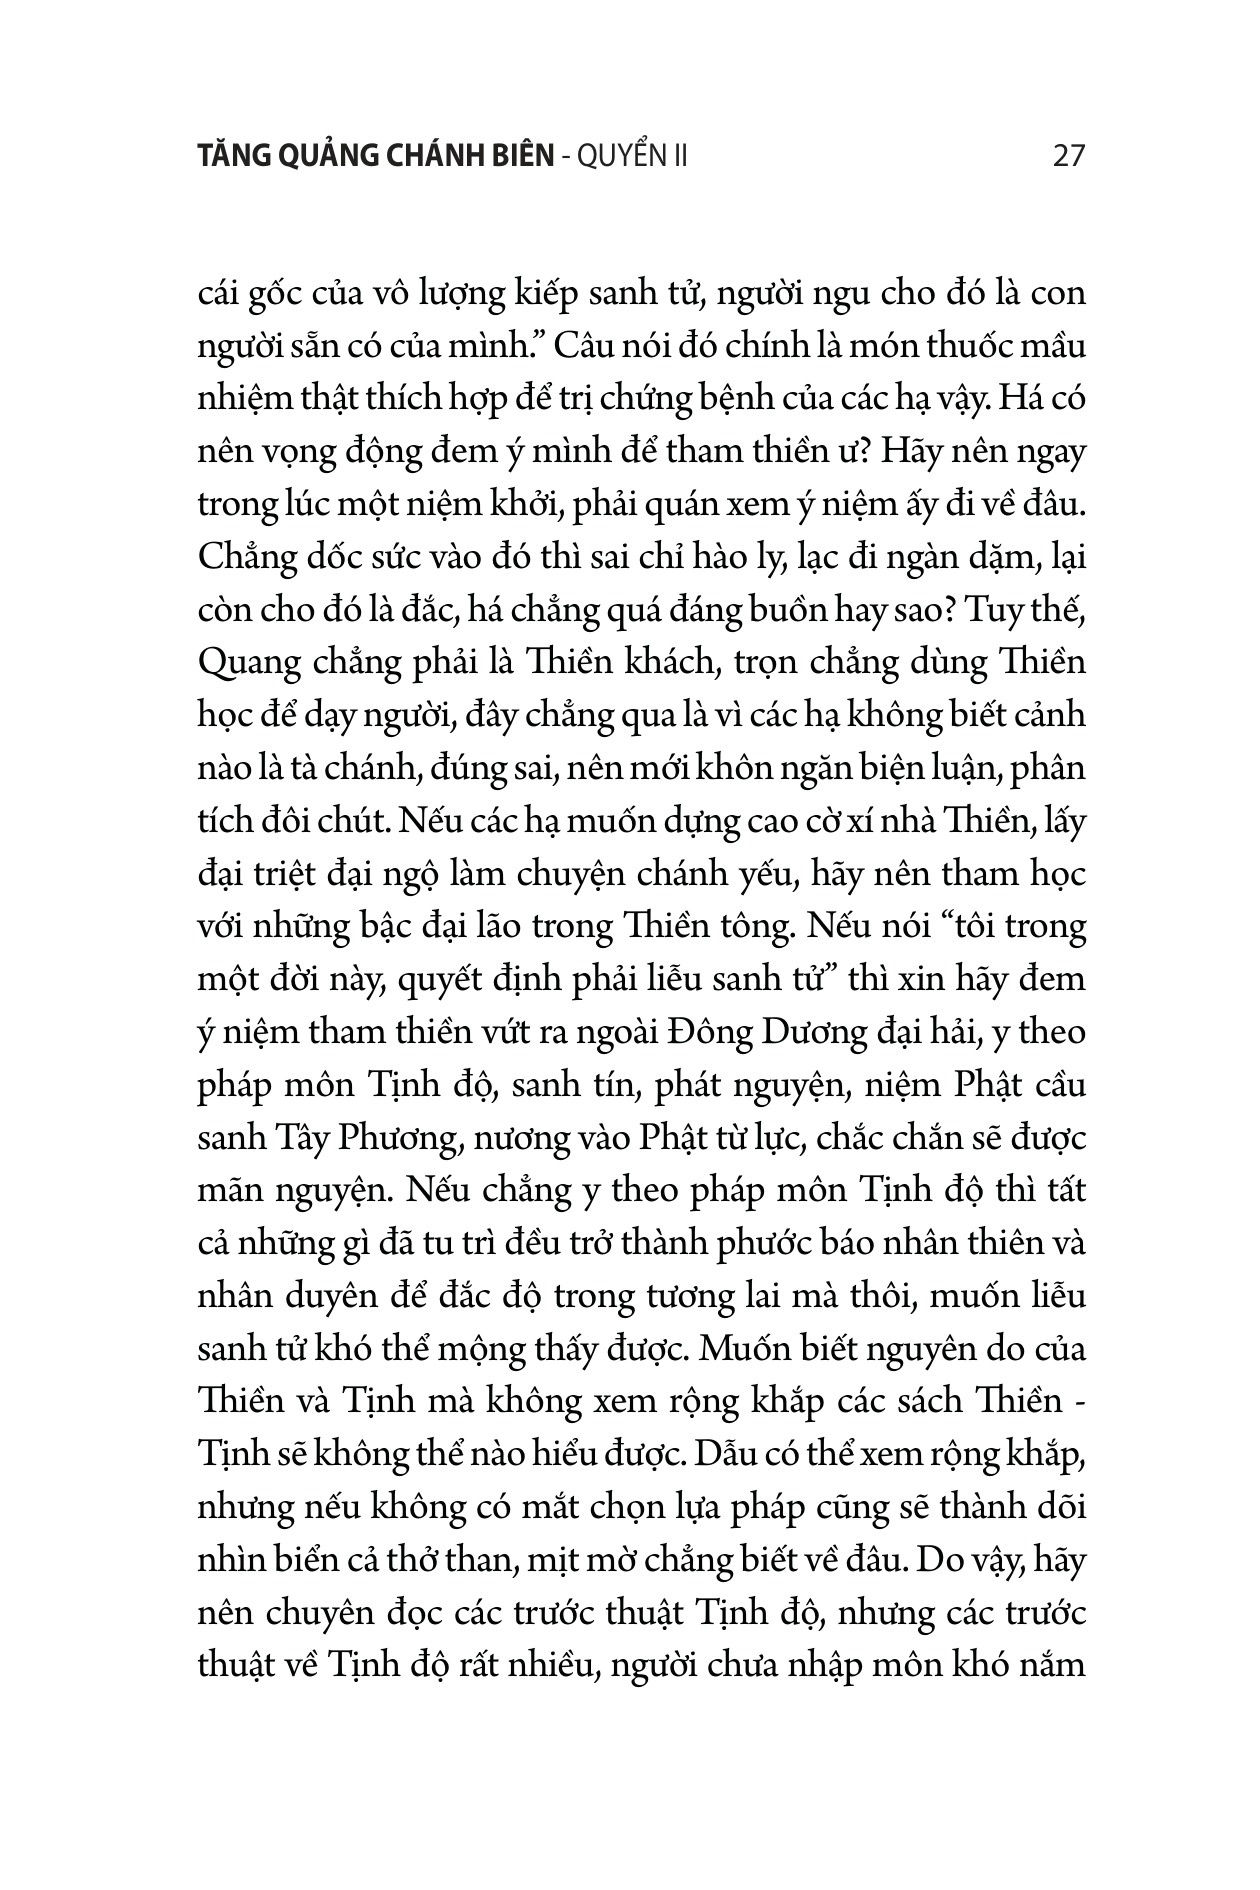 TĂNG QUẢNG CHÁNH BIÊN - QUYỂN II 27
cái gốc của vô lượng kiếp sanh tử, người ngu cho đó là con
người sẵn có của mình.” Câu nói đó chính là món thuốc mầu
nhiệm thật thích hợp để trị chứng bệnh của các hạ vậy. Há có
nên vọng động đem ý mình để tham thiền ư? Hãy nên ngay
trong lúc một niệm khởi, phải quán xem ý niệm ấy đi về đâu.
Chẳng dốc sức vào đó thì sai chỉ hào ly, lạc đi ngàn dặm, lại
còn cho đó là đắc, há chẳng quá đáng buồn hay sao? Tuy thế,
Quang chẳng phải là Thiền khách, trọn chẳng dùng Thiền
học để dạy người, đây chẳng qua là vì các hạ không biết cảnh
nào là tà chánh, đúng sai, nên mới khôn ngăn biện luận, phân
tích đôi chút. Nếu các hạ muốn dựng cao cờ xí nhà Thiền, lấy
đại triệt đại ngộ làm chuyện chánh yếu, hãy nên tham học
với những bậc đại lão trong Thiền tông. Nếu nói “tôi trong
một đời này, quyết định phải liễu sanh tử” thì xin hãy đem
ý niệm tham thiền vứt ra ngoài Đông Dương đại hải, y theo
pháp môn Tịnh độ, sanh tín, phát nguyện, niệm Phật cầu
sanh Tây Phương, nương vào Phật từ lực, chắc chắn sẽ được
mãn nguyện. Nếu chẳng y theo pháp môn Tịnh độ thì tất
cả những gì đã tu trì đều trở thành phước báo nhân thiên và
nhân duyên để đắc độ trong tương lai mà thôi, muốn liễu
sanh tử khó thể mộng thấy được. Muốn biết nguyên do của
Thiền và Tịnh mà không xem rộng khắp các sách Thiền -
Tịnh sẽ không thể nào hiểu được. Dẫu có thể xem rộng khắp,
nhưng nếu không có mắt chọn lựa pháp cũng sẽ thành dõi
nhìn biển cả thở than, mịt mờ chẳng biết về đâu. Do vậy, hãy
nên chuyên đọc các trước thuật Tịnh độ, nhưng các trước
thuật về Tịnh độ rất nhiều, người chưa nhập môn khó nắm